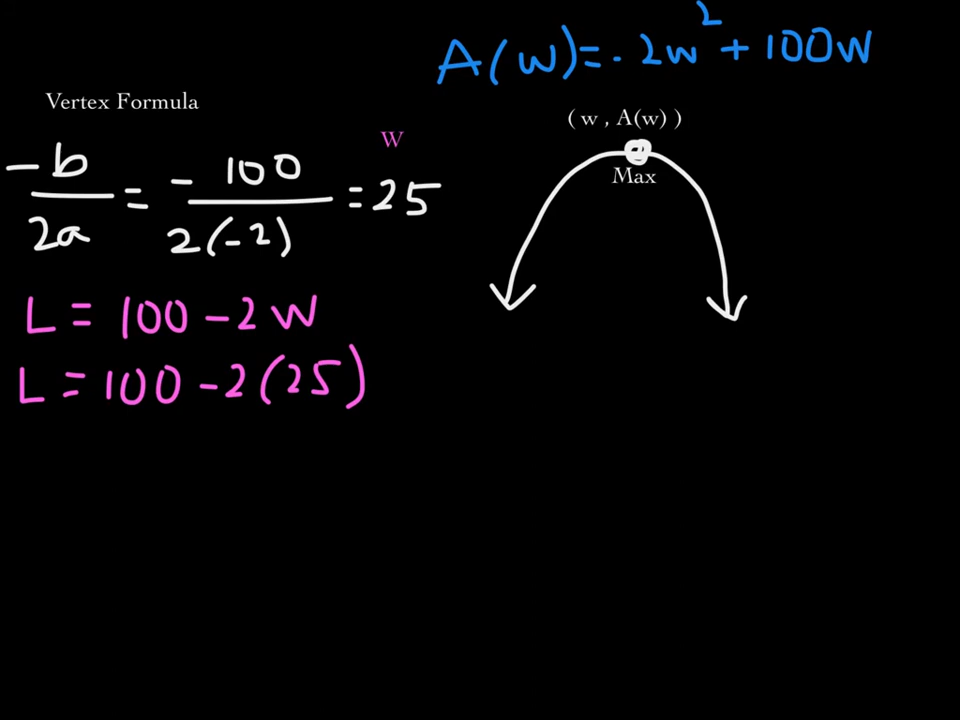 A(w)=-2w²+100w
Vertex Formula
(w, A(w))
Max
w
-b/2a = -100/2(-2) = 25
L = 100-2w
L = 100-2(25)